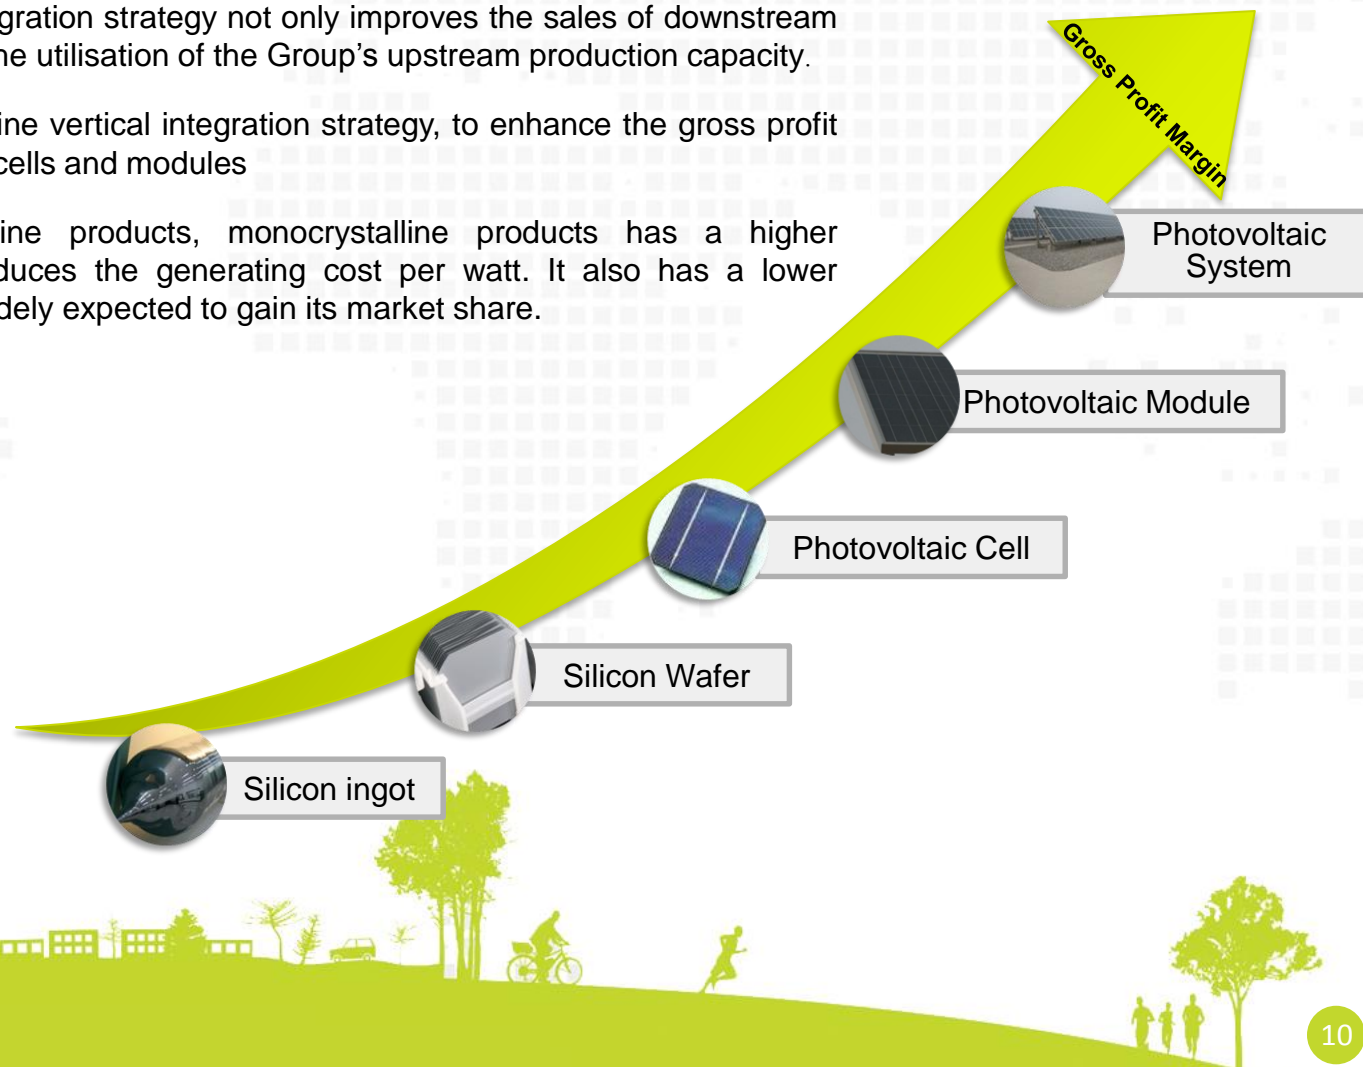 gration strategy not only improves the sales of downstream
he utilisation of the Group's upstream production capacity.
ine vertical integration strategy, to enhance the gross profit
cells and modules
ine products, monocrystalline products has a higher
duces the generating cost per watt. It also has a lower
dely expected to gain its market share.
Gross Profit Margin
Photovoltaic
System
Photovoltaic Module
Photovoltaic Cell
Silicon Wafer
Silicon ingot
10